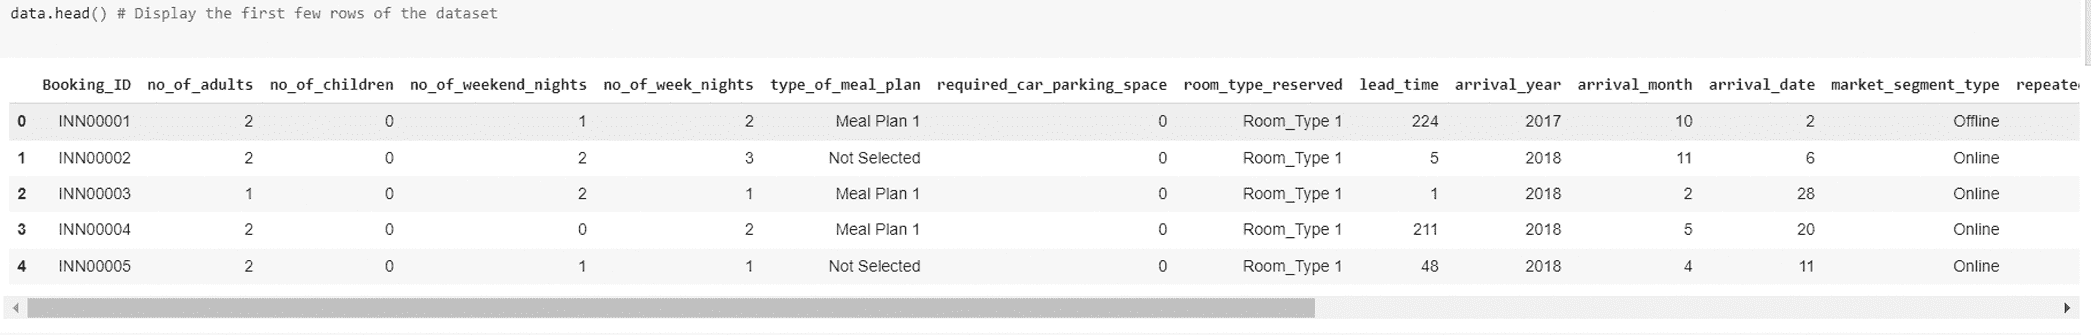 data.head() # Display the first few rows of the dataset
Booking_ID no_of_adults no_of_children no_of_weekend_nights no_of_week_nights type_of_meal_plan required_car_parking_space room_type_reserved lead_time arrival_year arrival_month arrival_date market_segment_type repeated
0 INN00001 2 0 1 2 Meal Plan 1 0 Room_Type 1 224 2017 10 2 Offline
1 INN00002 2 0 2 3 Not Selected 0 Room_Type 1 5 2018 11 6 Online
2 INN00003 1 0 2 1 Meal Plan 1 0 Room_Type 1 1 2018 2 28 Online
3 INN00004 2 0 0 2 Meal Plan 1 0 Room_Type 1 211 2018 5 20 Online
4 INN00005 2 0 1 1 Not Selected 0 Room_Type 1 48 2018 4 11 Online